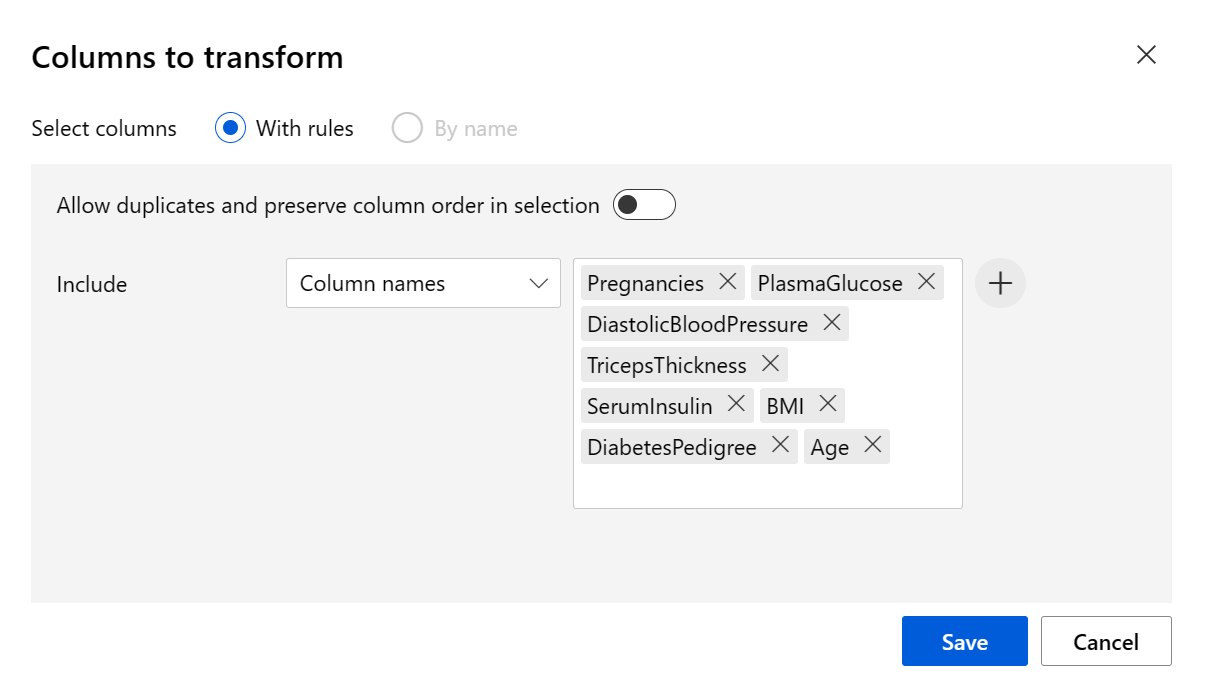 Columns to transform
Select columns With rules By name
Allow duplicates and preserve column order in selection
Include Column names Pregnancies PlasmaGlucose
DiastolicBloodPressure
TricepsThickness
SerumInsulin BMI
DiabetesPedigree Age
Save Cancel